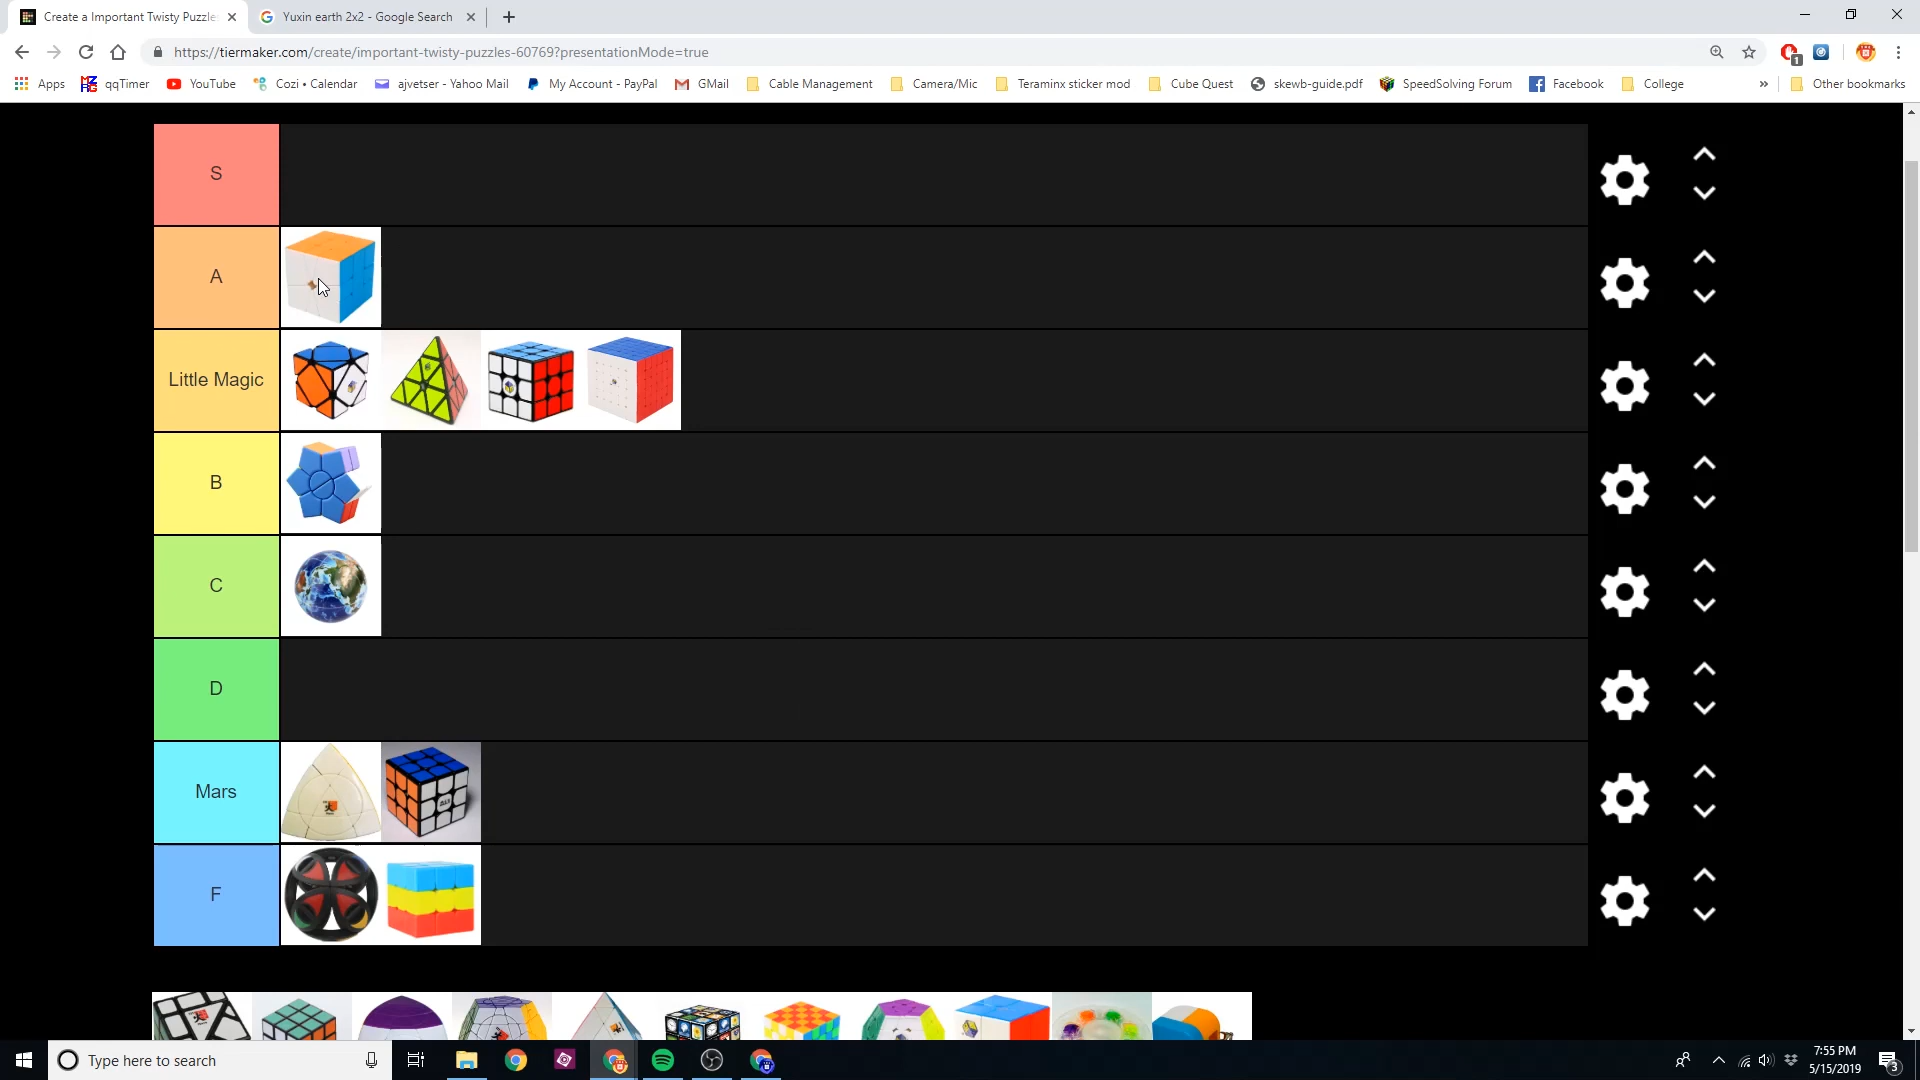 Create a Important Twisty Puzzle
Yuxin earth 2x2 - Google Search
https://tiermaker.com/create/important-twisty-puzzles-60769?presentationMode=true
1
Apps
qqTimer
YouTube
Cozi • Calendar
ajvetser - Yahoo Mail
My Account - PayPal
GMail
Cable Management
Camera/Mic
Teraminx sticker mod
Cube Quest
skewb-guide.pdf
SpeedSolving Forum
Facebook
College
»
Other bookmarks
S
A
Little Magic
B
C
D
Mars
F
Type here to search
7:55 PM
5/15/2019
3